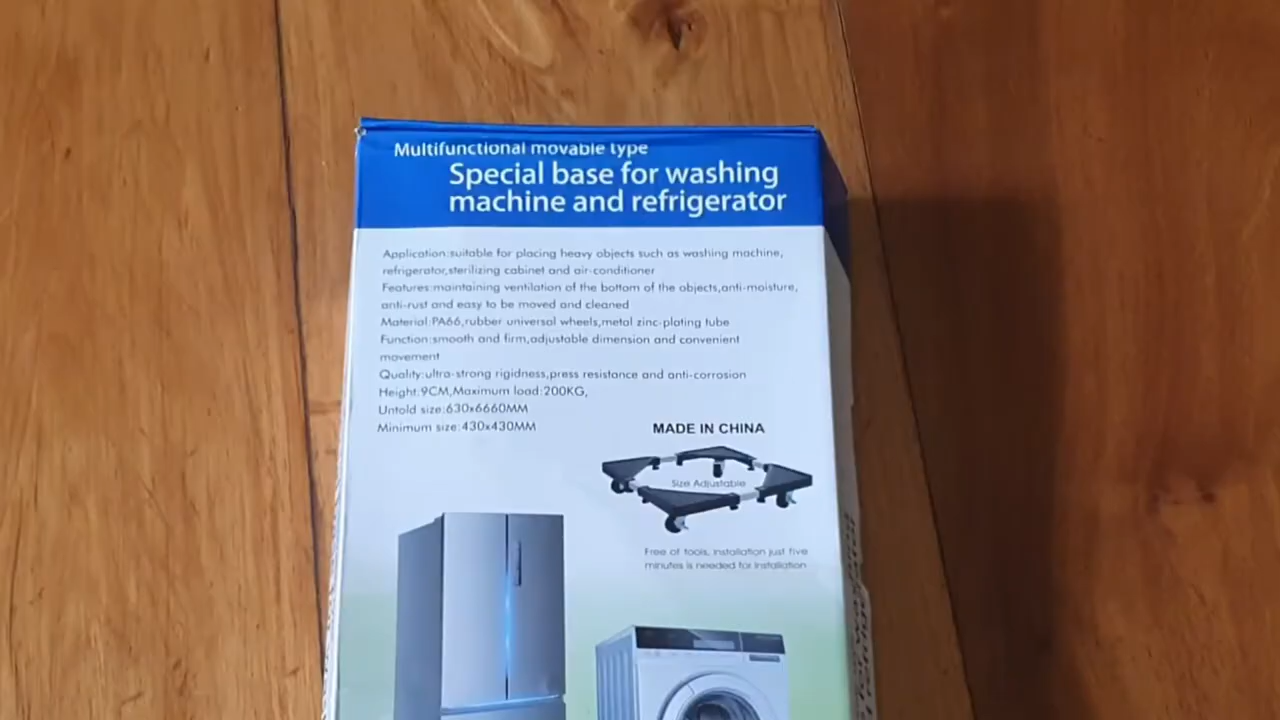 Multifunctional movable type
Special base for washing
machine and refrigerator
Application:suitable for placing heavy objects such as washing machine,
refrigerator,sterilizing cabinet and air-conditioner
Features:maintaining ventilation of the bottom of the objects,anti-moisture,
anti-rust and easy to be moved and cleaned
Material:PA66,rubber universal wheels,metal zinc-plating tube
Function:smooth and firm,adjustable dimension and convenient
movement
Quality:ultra-strong rigidness,press resistance and anti-corrosion
Height:9CM,Maximum load:200KG,
Untold size:630x6660MM
Minimum size:430x430MM
MADE IN CHINA
Size Adjustable
Free of tools, installation just five
minutes is needed for installation